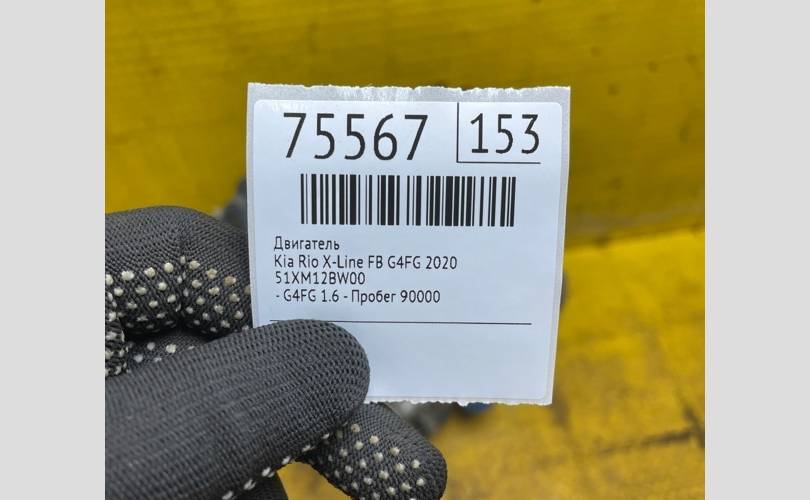 75567 153
Двигатель
Kia Rio X-Line FB G4FG 2020
51XM12BW00
- G4FG 1.6 - Пробег 90000